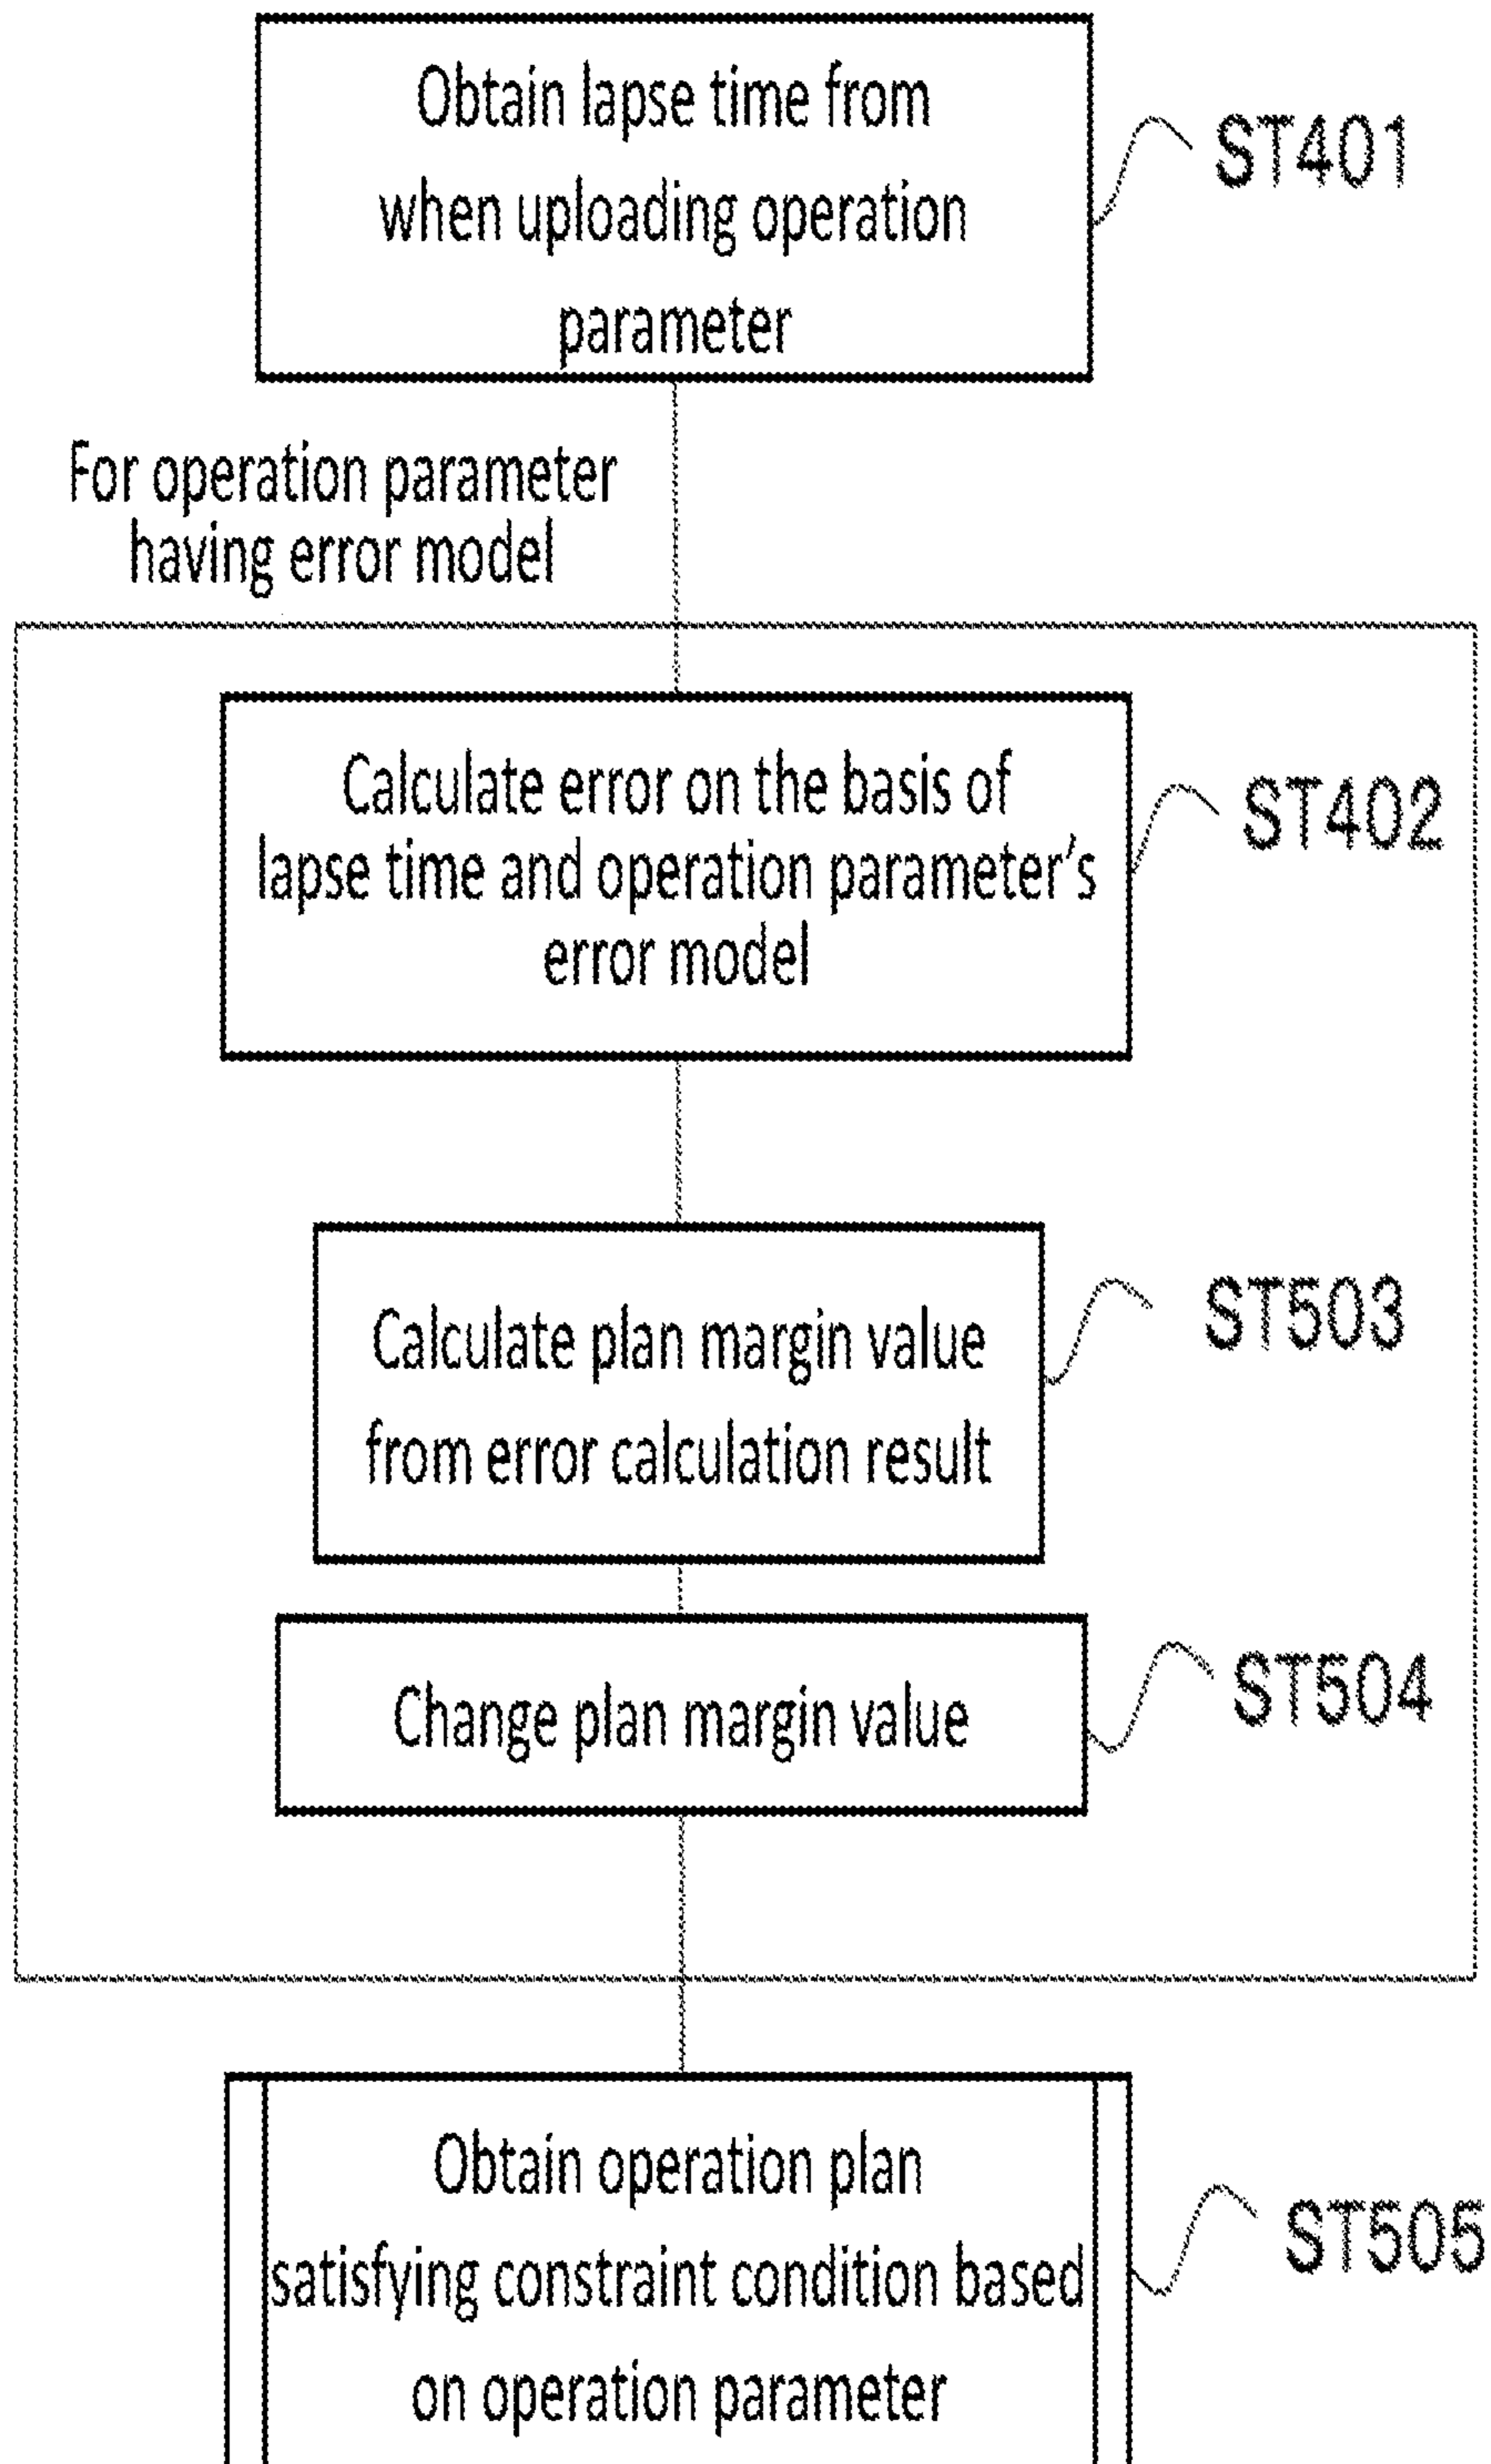 Obtain lapse time from
when uploading operation
parameter
ST401
For operation parameter
having error model
Calculate error on the basis of
lapse time and operation parameter's
error model
ST402
Calculate plan margin value
from error calculation result
ST503
Change plan margin value
ST504
Obtain operation plan
satisfying constraint condition based
on operation parameter
ST505